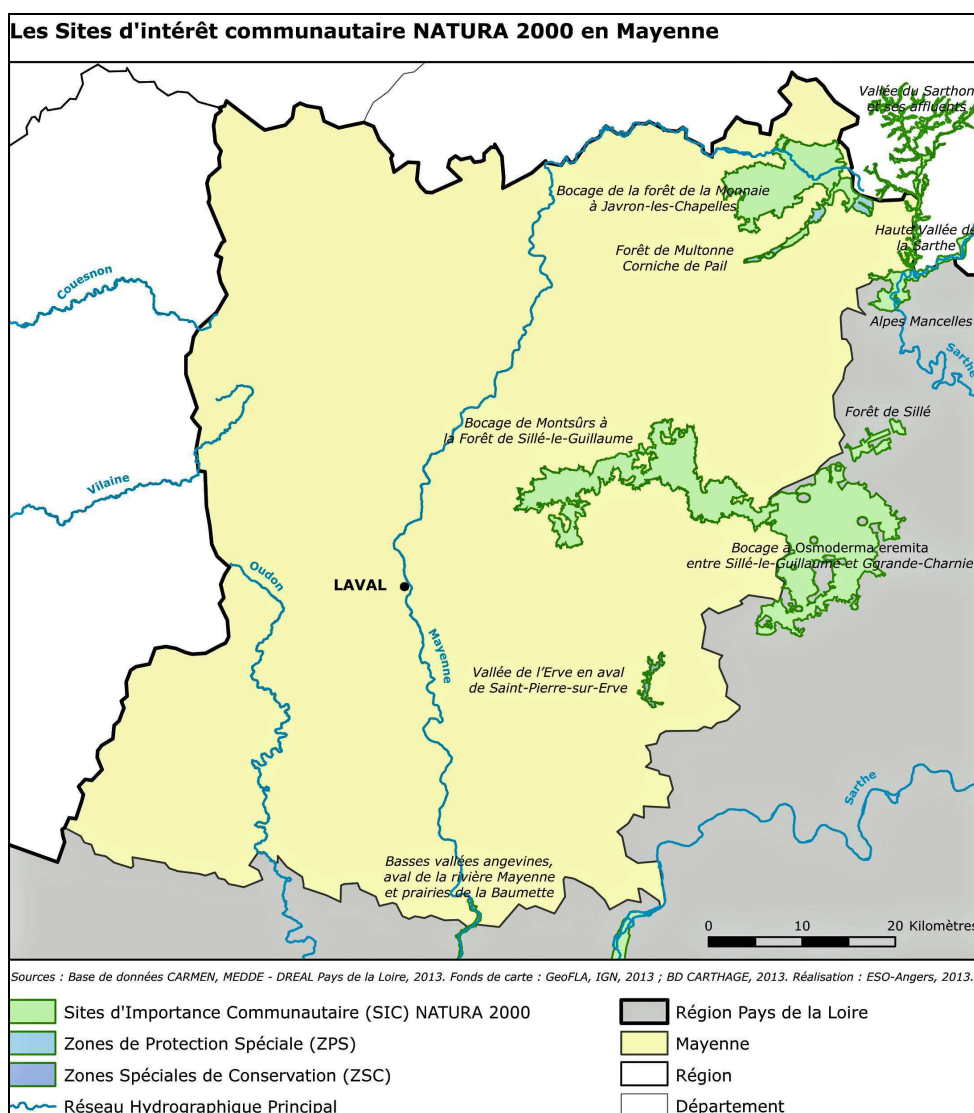 Les Sites d'intérêt communautaire NATURA 2000 en Mayenne
Vallée du Sarthon
et ses affluents
Bocage de la forêt de la Monnaie
à Javron-les-Chapelles
Forêt de Multonne
Corniche de Pail
Haute Vallée de
la Sarthe
Alpes Mancelles
Couesnon
Sarthe
Forêt de Sillé
Bocage de Montsûrs à
la Forêt de Sillé-le-Guillaume
Vilaine
Bocage à Osmoderma eremita
entre Sillé-le-Guillaume et Ggrande-Charnie
Oudon
LAVAL
Mayenne
Vallée de l'Erve en aval
de Saint-Pierre-sur-Erve
Sarthe
Basses vallées angevines,
aval de la rivière Mayenne
et prairies de la Baumette
0 10 20 Kilomètres
Sources : Base de données CARMEN, MEDDE - DREAL Pays de la Loire, 2013. Fonds de carte : GeoFLA, IGN, 2013 ; BD CARTHAGE, 2013. Réalisation : ESO-Angers, 2013.
Sites d'Importance Communautaire (SIC) NATURA 2000
Zones de Protection Spéciale (ZPS)
Zones Spéciales de Conservation (ZSC)
Réseau Hydrographique Principal
Région Pays de la Loire
Mayenne
Région
Département